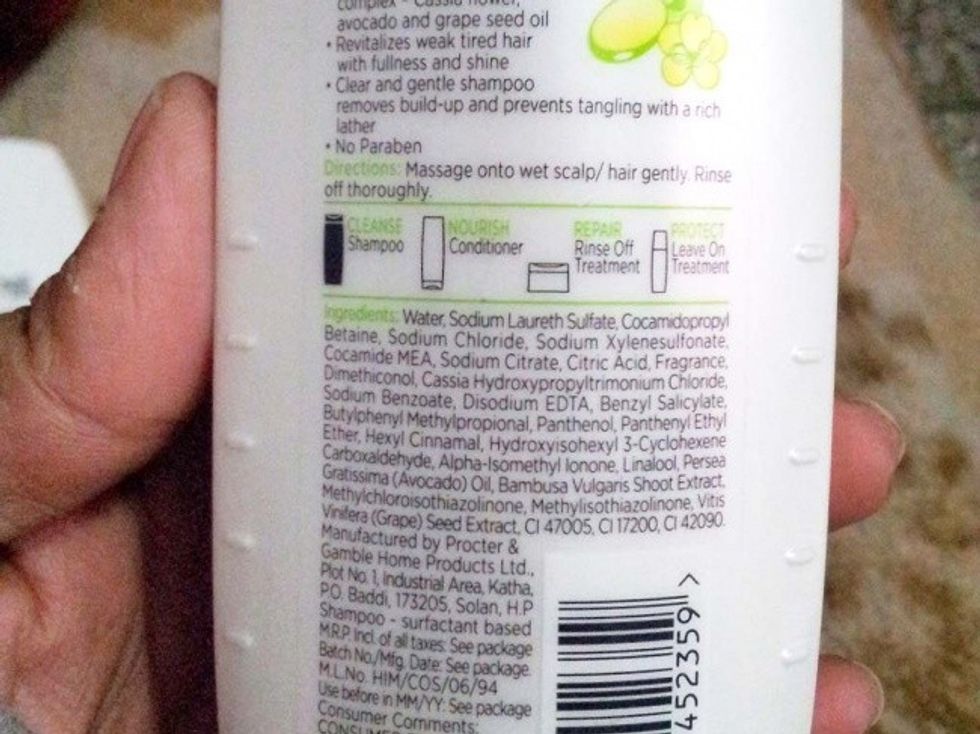 complex - Cassia flower,
avocado and grape seed oil
• Revitalizes weak tired hair
with fullness and shine
• Clear and gentle shampoo
removes build-up and prevents tangling with a rich
lather
• No Paraben
Directions: Massage onto wet scalp/ hair gently. Rinse
off thoroughly.
CLEANSE
Shampoo
NOURISH
Conditioner
REPAIR
Rinse Off
Treatment
PROTECT
Leave On
Treatment
Ingredients: Water, Sodium Laureth Sulfate, Cocamidopropyl
Betaine, Sodium Chloride, Sodium Xylenesulfonate,
Cocamide MEA, Sodium Citrate, Citric Acid, Fragrance,
Dimethiconol, Cassia Hydroxypropyltrimonium Chloride,
Sodium Benzoate, Disodium EDTA, Benzyl Salicylate,
Butylphenyl Methylpropional, Panthenol, Panthenyl Ethyl
Ether, Hexyl Cinnamal, Hydroxyisohexyl 3-Cyclohexene
Carboxaldehyde, Alpha-Isomethyl Ionone, Linalool, Persea
Gratissima (Avocado) Oil, Bambusa Vulgaris Shoot Extract,
Methylchloroisothiazolinone, Methylisothiazolinone, Vitis
Vinifera (Grape) Seed Extract, CI 47005, CI 17200, CI 42090.
Manufactured by Procter &
Gamble Home Products Ltd.,
Plot No. 1, Industrial Area, Katha,
P.O. Baddi, 173205, Solan, H.P
Shampoo - surfactant based
M.R.P. Incl. of all taxes: See package
Batch No./Mfg. Date: See package
M.L.No. HIM/COS/06/94
Use before in MM/YY: See package
Consumer Comments:
452359 >